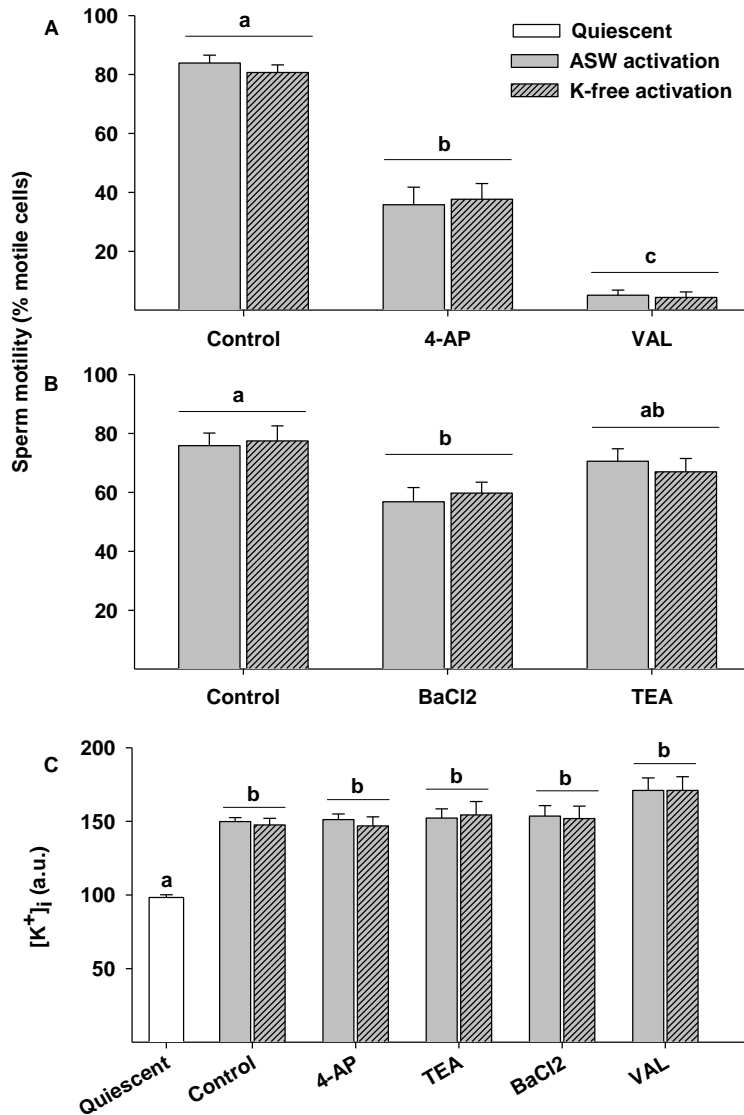 A
100
80
60
40
20
a
b
c
Quiescent
ASW activation
K-free activation
Control 4-AP VAL
Sperm motility (% motile cells)
B
100
80
60
40
20
a
b
ab
Control BaCl2 TEA
C
200
150
100
50
[K+]i (a.u.)
a
b
b
b
b
b
Quiescent Control 4-AP TEA BaCl2 VAL